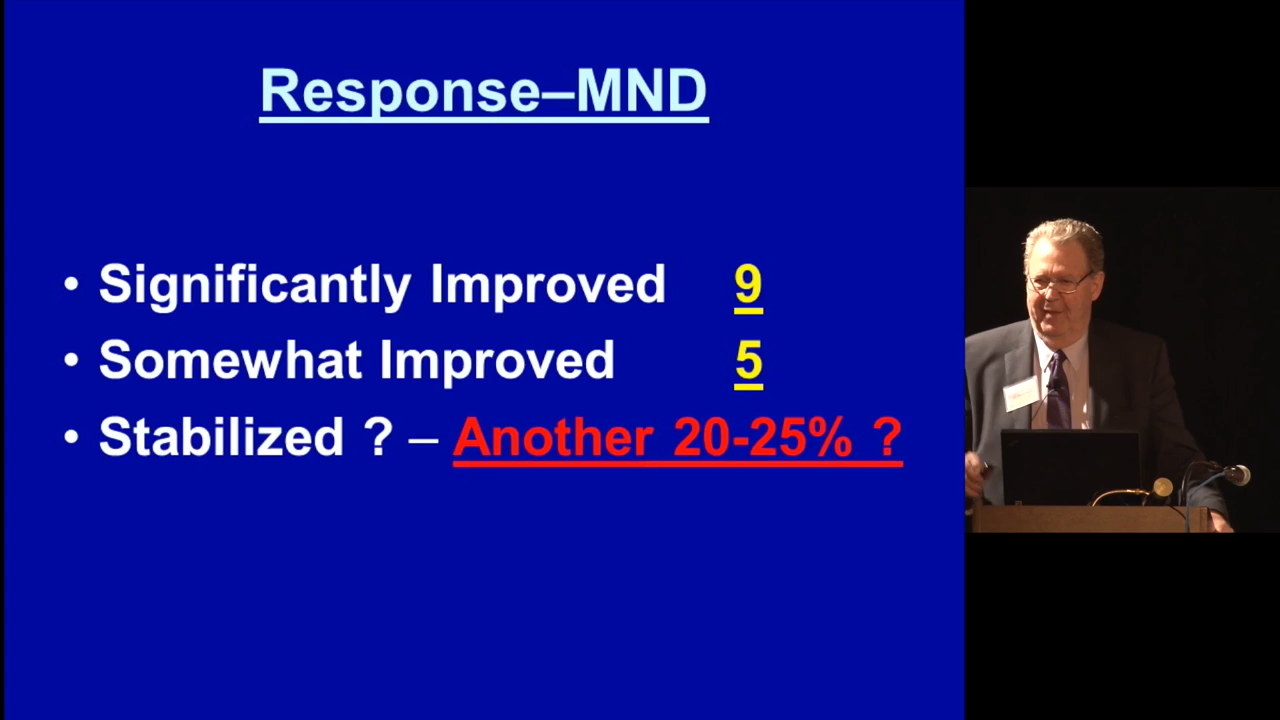 Response–MND
• Significantly Improved 9
• Somewhat Improved 5
• Stabilized ? – Another 20-25% ?